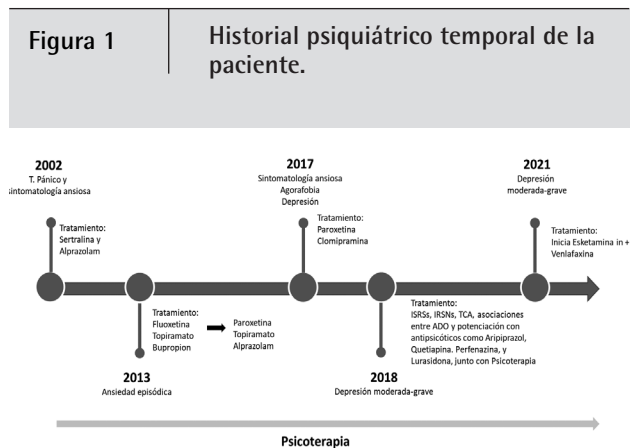 Figura 1
Historial psiquiátrico temporal de la
paciente.
2002
T. Pánico y
sintomatología ansiosa
Tratamiento:
Sertralina y
Alprazolam
2017
Sintomatología ansiosa
Agorafobia
Depresión
Tratamiento:
Paroxetina
Clomipramina
2021
Depresión
moderada-grave
Tratamiento:
Inicia Esketamina in +
Venlafaxina
Tratamiento:
Fluoxetina
Topiramato
Bupropion
Paroxetina
Topiramato
Alprazolam
2013
Ansiedad episódica
Tratamiento:
ISRSs, IRSNs, TCA, asociaciones
entre ADO y potenciación con
antipsicóticos como Aripiprazol,
Quetiapina. Perfenazina, y
Lurasidona, junto con Psicoterapia
2018
Depresión moderada-grave
Psicoterapia